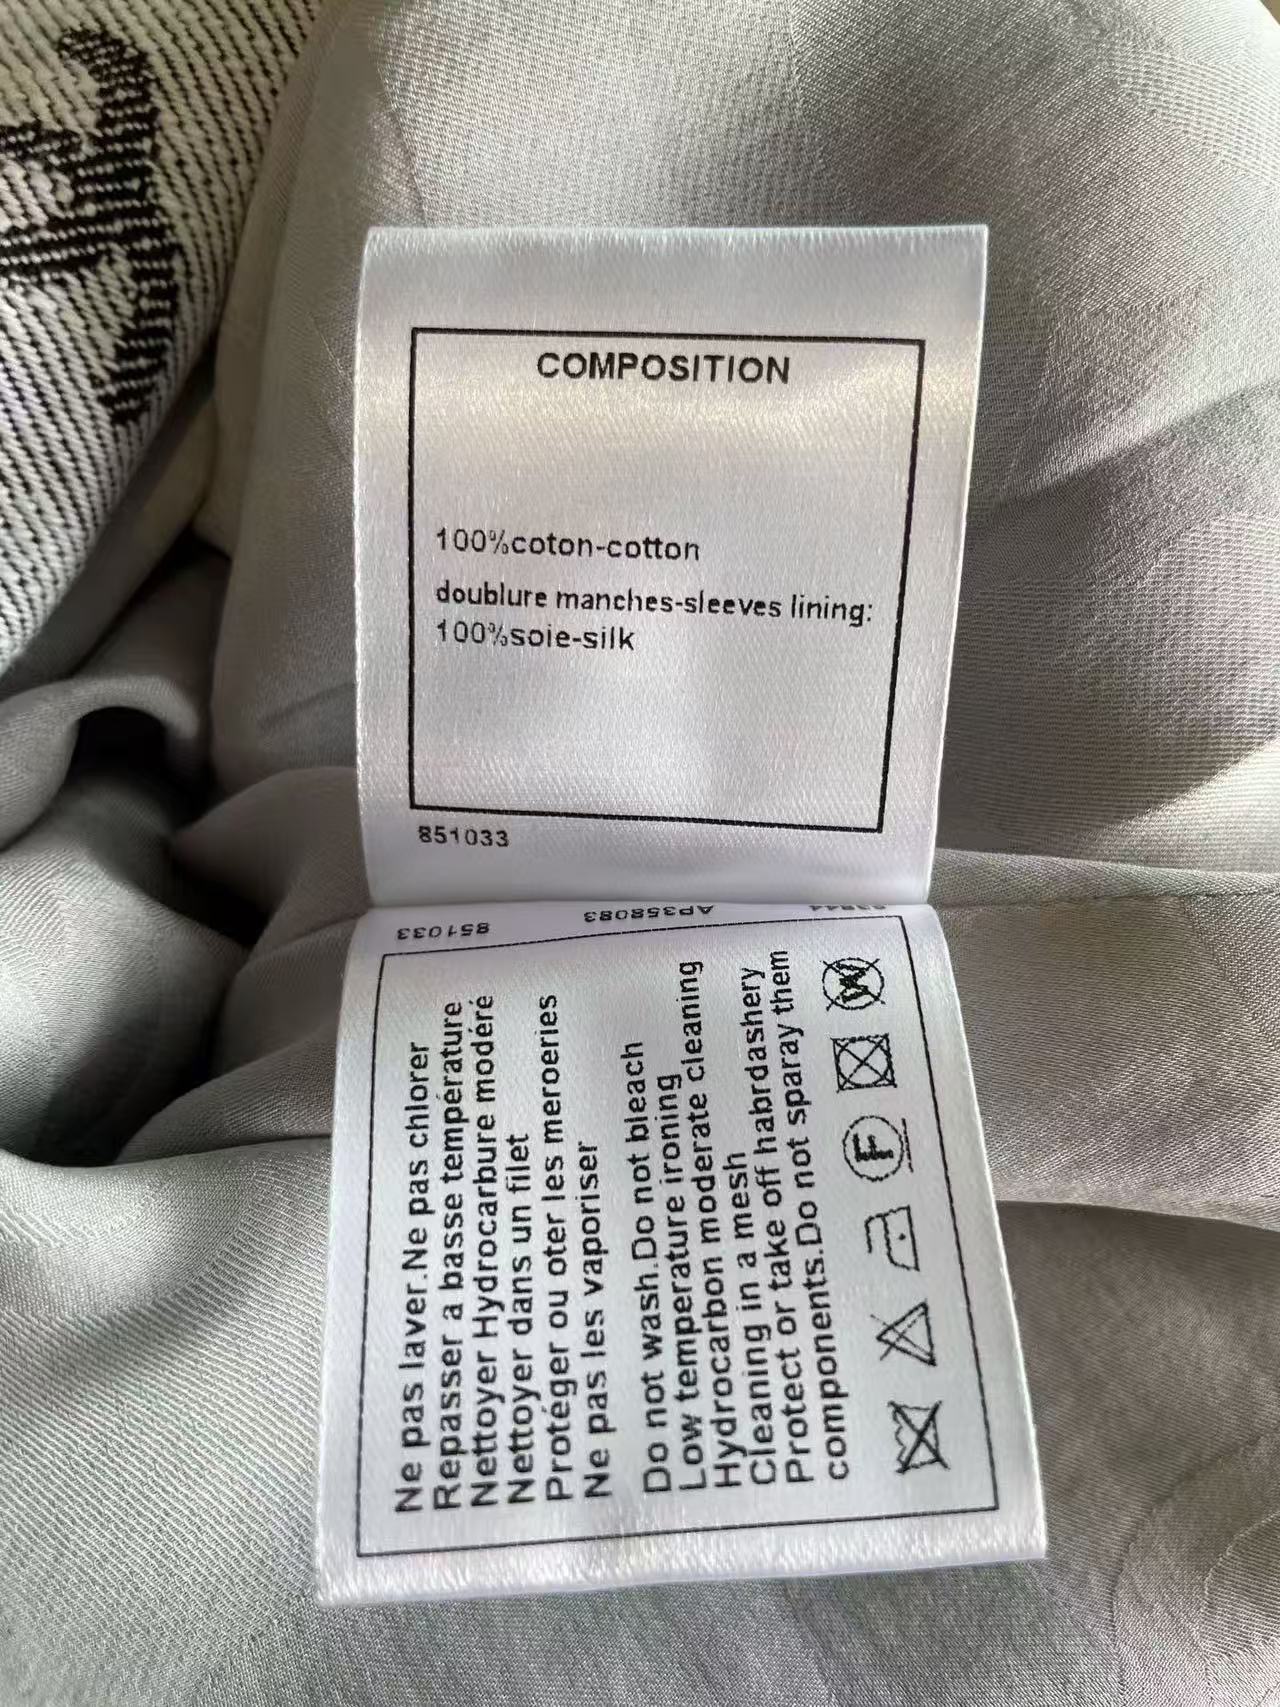 COMPOSITION
100%coton-cotton
doublure manches-sleeves lining:
100%soie-silk
851033
851033
AP358083
Ne pas laver.Ne pas chlorer
Repasser a basse température
Nettoyer Hydrocarbure modéré
Nettoyer dans un filet
Protéger ou oter les meroeries
Ne pas les vaporiser
Do not wash.Do not bleach
Low temperature ironing
Hydrocarbon moderate cleaning
Cleaning in a mesh
Protect or take off habrdashery
components.Do not sparay them
F
W